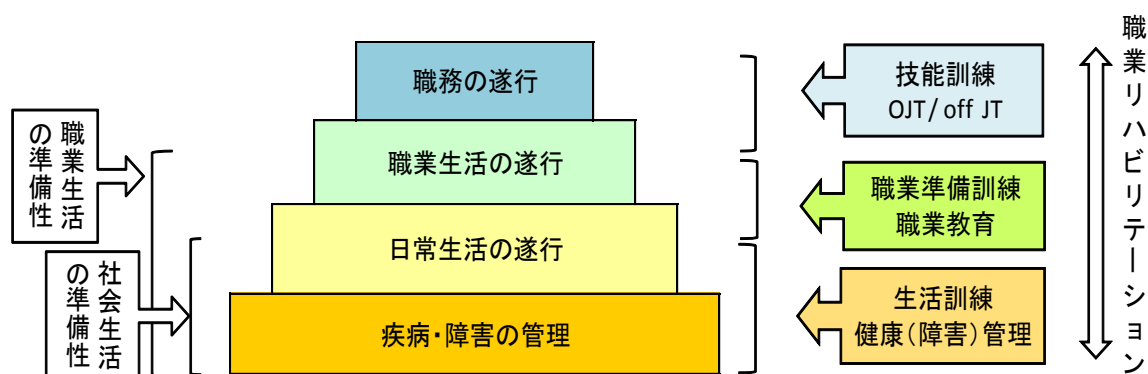 職務の遂行
職業生活の遂行
日常生活の遂行
疾病・障害の管理
職業生活
の準備性
社会生活
の準備性
技能訓練
OJT/off JT
職業準備訓練
職業教育
生活訓練
健康(障害)管理
職業リハビリテーション